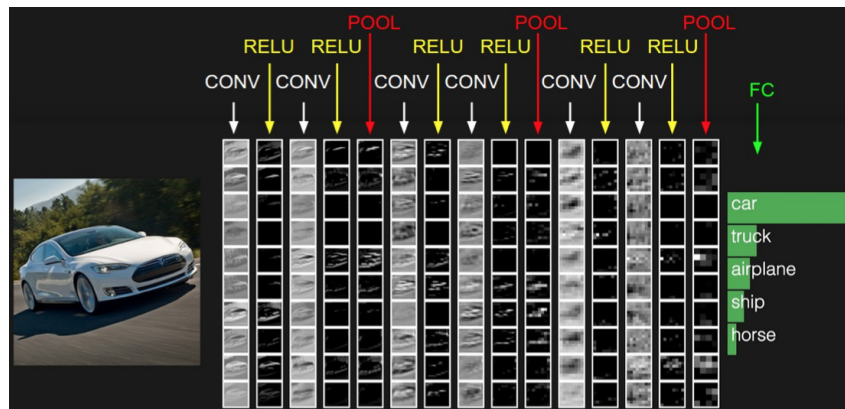 POOL POOL POOL
RELU RELU RELU RELU RELU RELU
CONV CONV CONV CONV CONV CONV
FC
car
truck
airplane
ship
horse